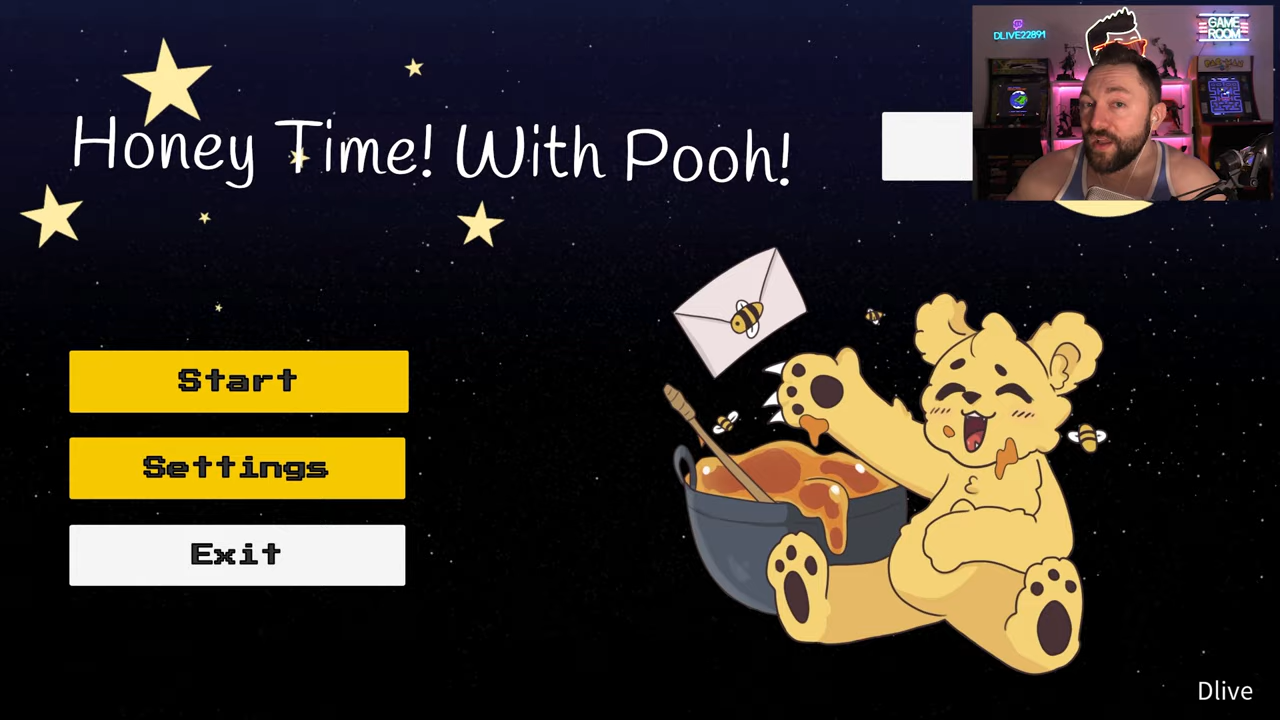 DLIVE22891
GAME
ROOM
Honey Time! With Pooh!
Start
Settings
Exit
Dlive